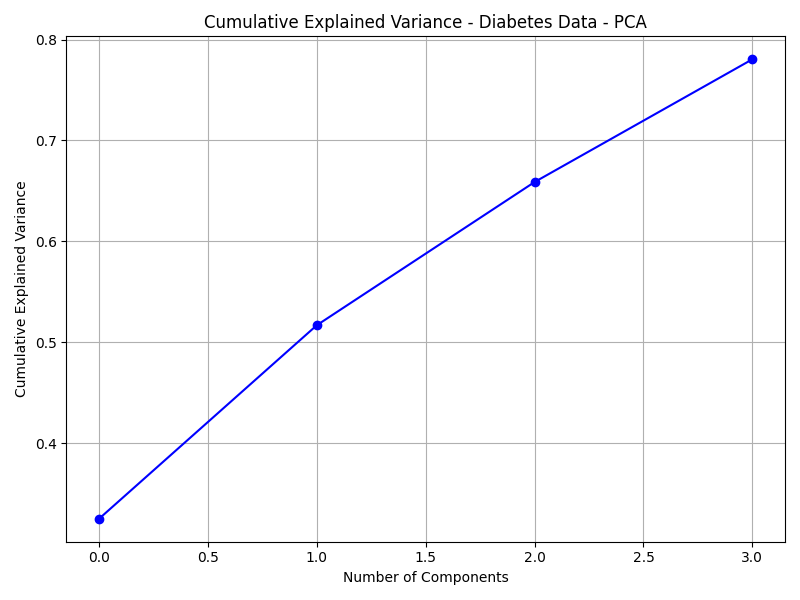 Cumulative Explained Variance - Diabetes Data - PCA
Cumulative Explained Variance
0.8
0.7
0.6
0.5
0.4
0.0 0.5 1.0 1.5 2.0 2.5 3.0
Number of Components